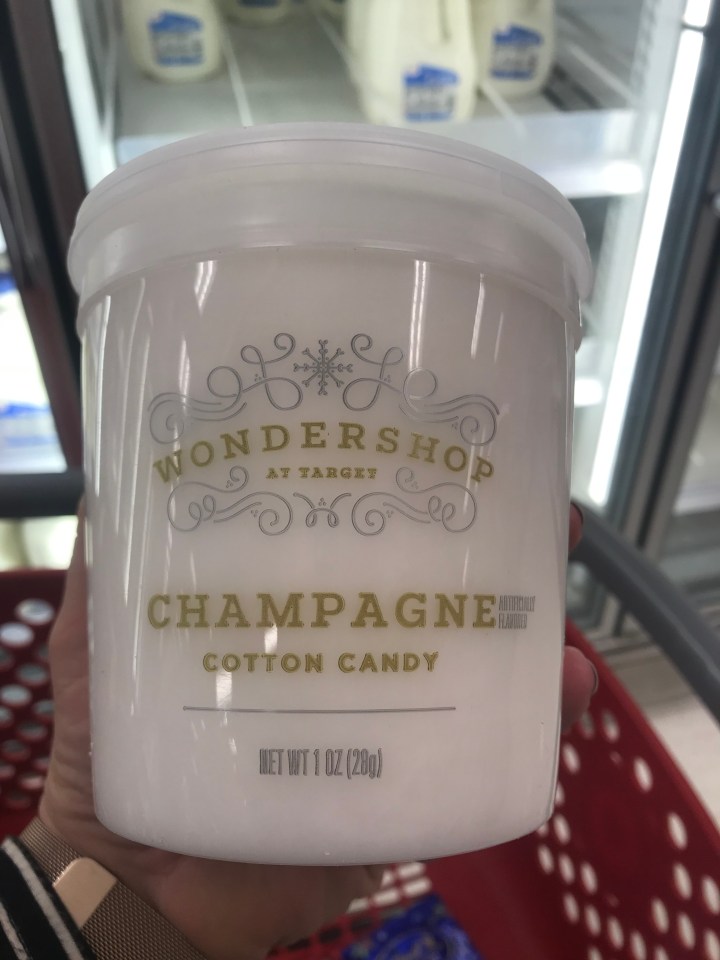 WONDERSHOP
AT TARGET
CHAMPAGNE
ARTIFICIALLY
FLAVORED
COTTON CANDY
NET WT 1 OZ (28g)